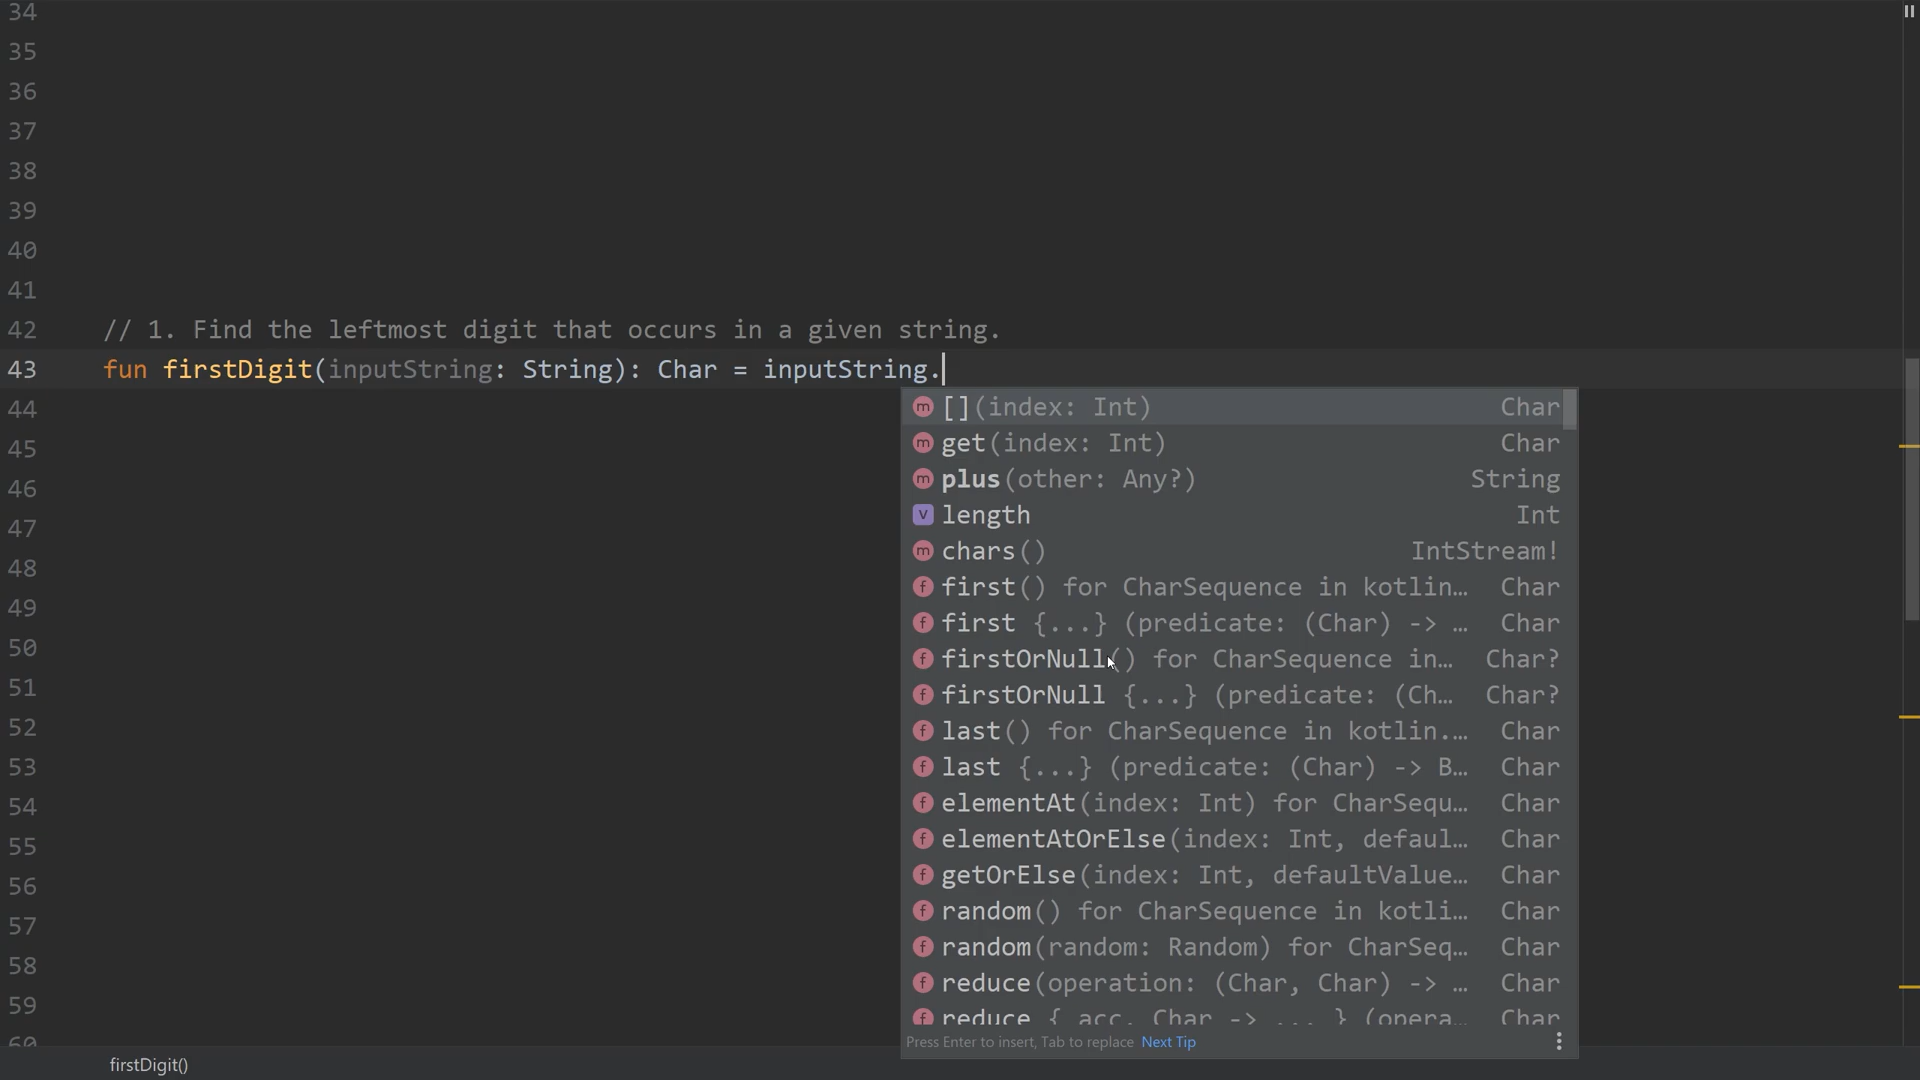 34
35
36
37
38
39
40
41
42 // 1. Find the leftmost digit that occurs in a given string.
43 fun firstDigit(inputString: String): Char = inputString.
44 m [](index: Int) Char
45 m get(index: Int) Char
46 m plus(other: Any?) String
47 v length Int
48 m chars() IntStream!
49 f first() for CharSequence in kotlin… Char
50 f first {...} (predicate: (Char) -> … Char
51 f firstOrNull() for CharSequence in… Char?
52 f firstOrNull {...} (predicate: (Ch… Char?
53 f last() for CharSequence in kotlin.… Char
54 f last {...} (predicate: (Char) -> B… Char
55 f elementAt(index: Int) for CharSequ… Char
56 f elementAtOrElse(index: Int, defaul… Char
57 f getOrElse(index: Int, defaultValue… Char
58 f random() for CharSequence in kotli… Char
59 f random(random: Random) for CharSeq… Char
60 f reduce(operation: (Char, Char) -> … Char
f reduce { acc, Char -> ... } (opera… Char
Press Enter to insert, Tab to replace Next Tip
firstDigit()